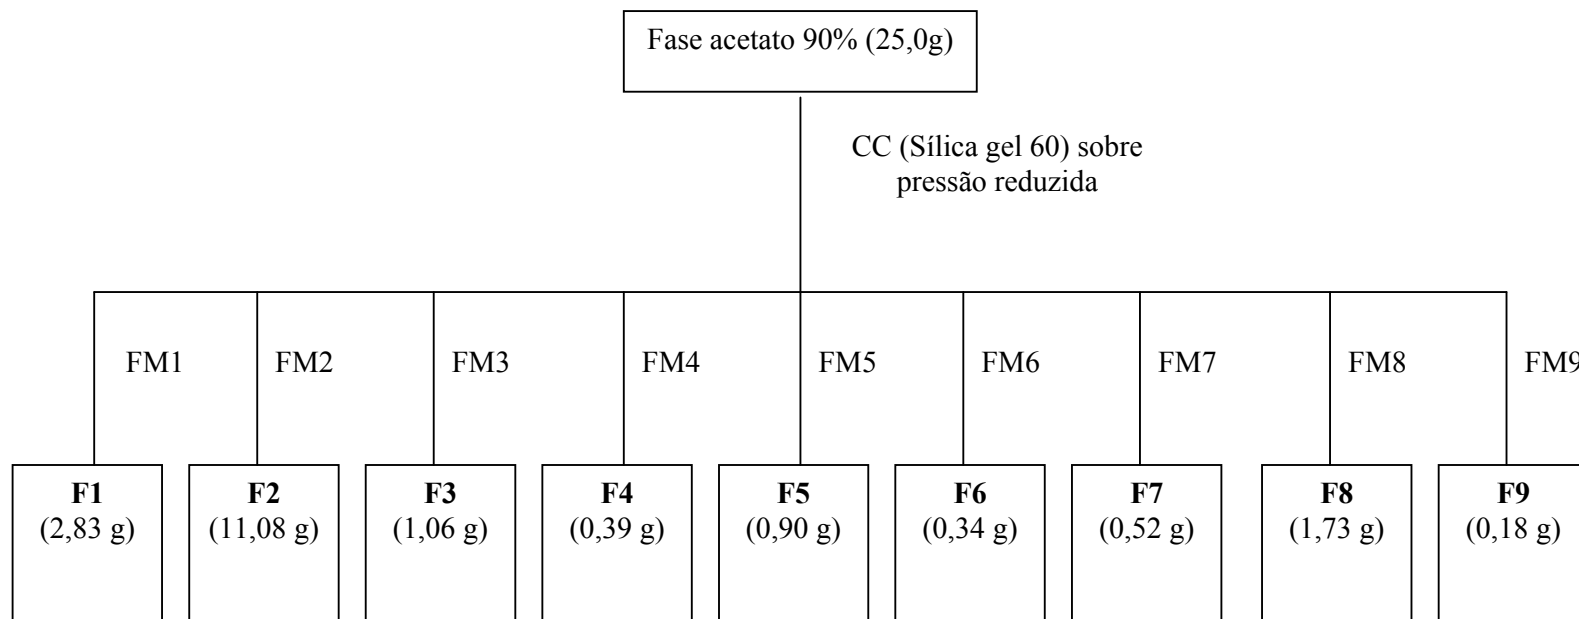 Fase acetato 90% (25,0g)
CC (Sílica gel 60) sobre
pressão reduzida
FM1
FM2
FM3
FM4
FM5
FM6
FM7
FM8
FM9
F1
(2,83 g)
F2
(11,08 g)
F3
(1,06 g)
F4
(0,39 g)
F5
(0,90 g)
F6
(0,34 g)
F7
(0,52 g)
F8
(1,73 g)
F9
(0,18 g)